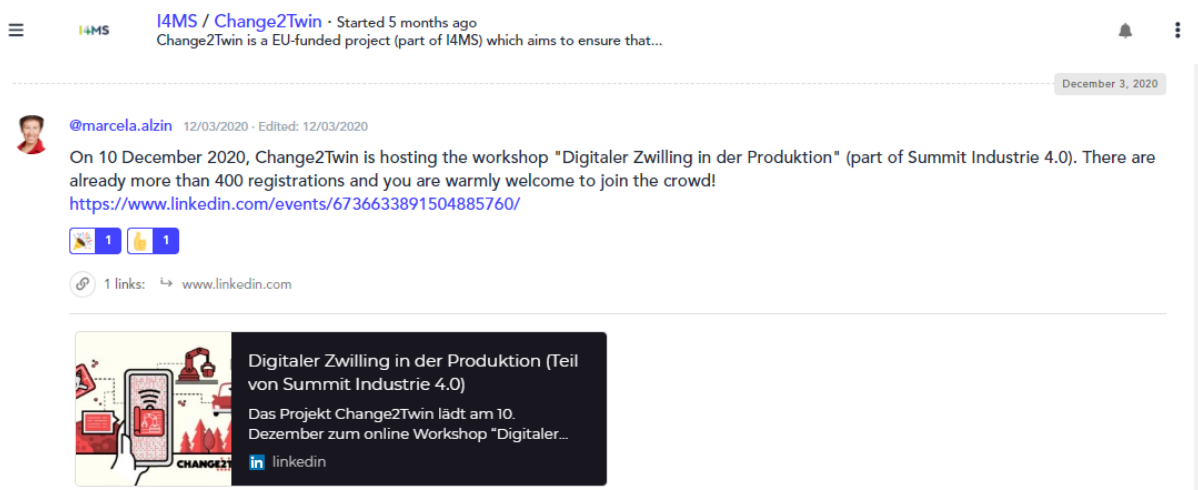 I4MS
I4MS / Change2Twin · Started 5 months ago
Change2Twin is a EU-funded project (part of I4MS) which aims to ensure that...
December 3, 2020
@marcela.alzin 12/03/2020 · Edited: 12/03/2020
On 10 December 2020, Change2Twin is hosting the workshop "Digitaler Zwilling in der Produktion" (part of Summit Industrie 4.0). There are
already more than 400 registrations and you are warmly welcome to join the crowd!
https://www.linkedin.com/events/6736633891504885760/
1 1
1 links: www.linkedin.com
Digitaler Zwilling in der Produktion (Teil
von Summit Industrie 4.0)
Das Projekt Change2Twin lädt am 10.
Dezember zum online Workshop “Digitaler...
in linkedin
CHANGE2T